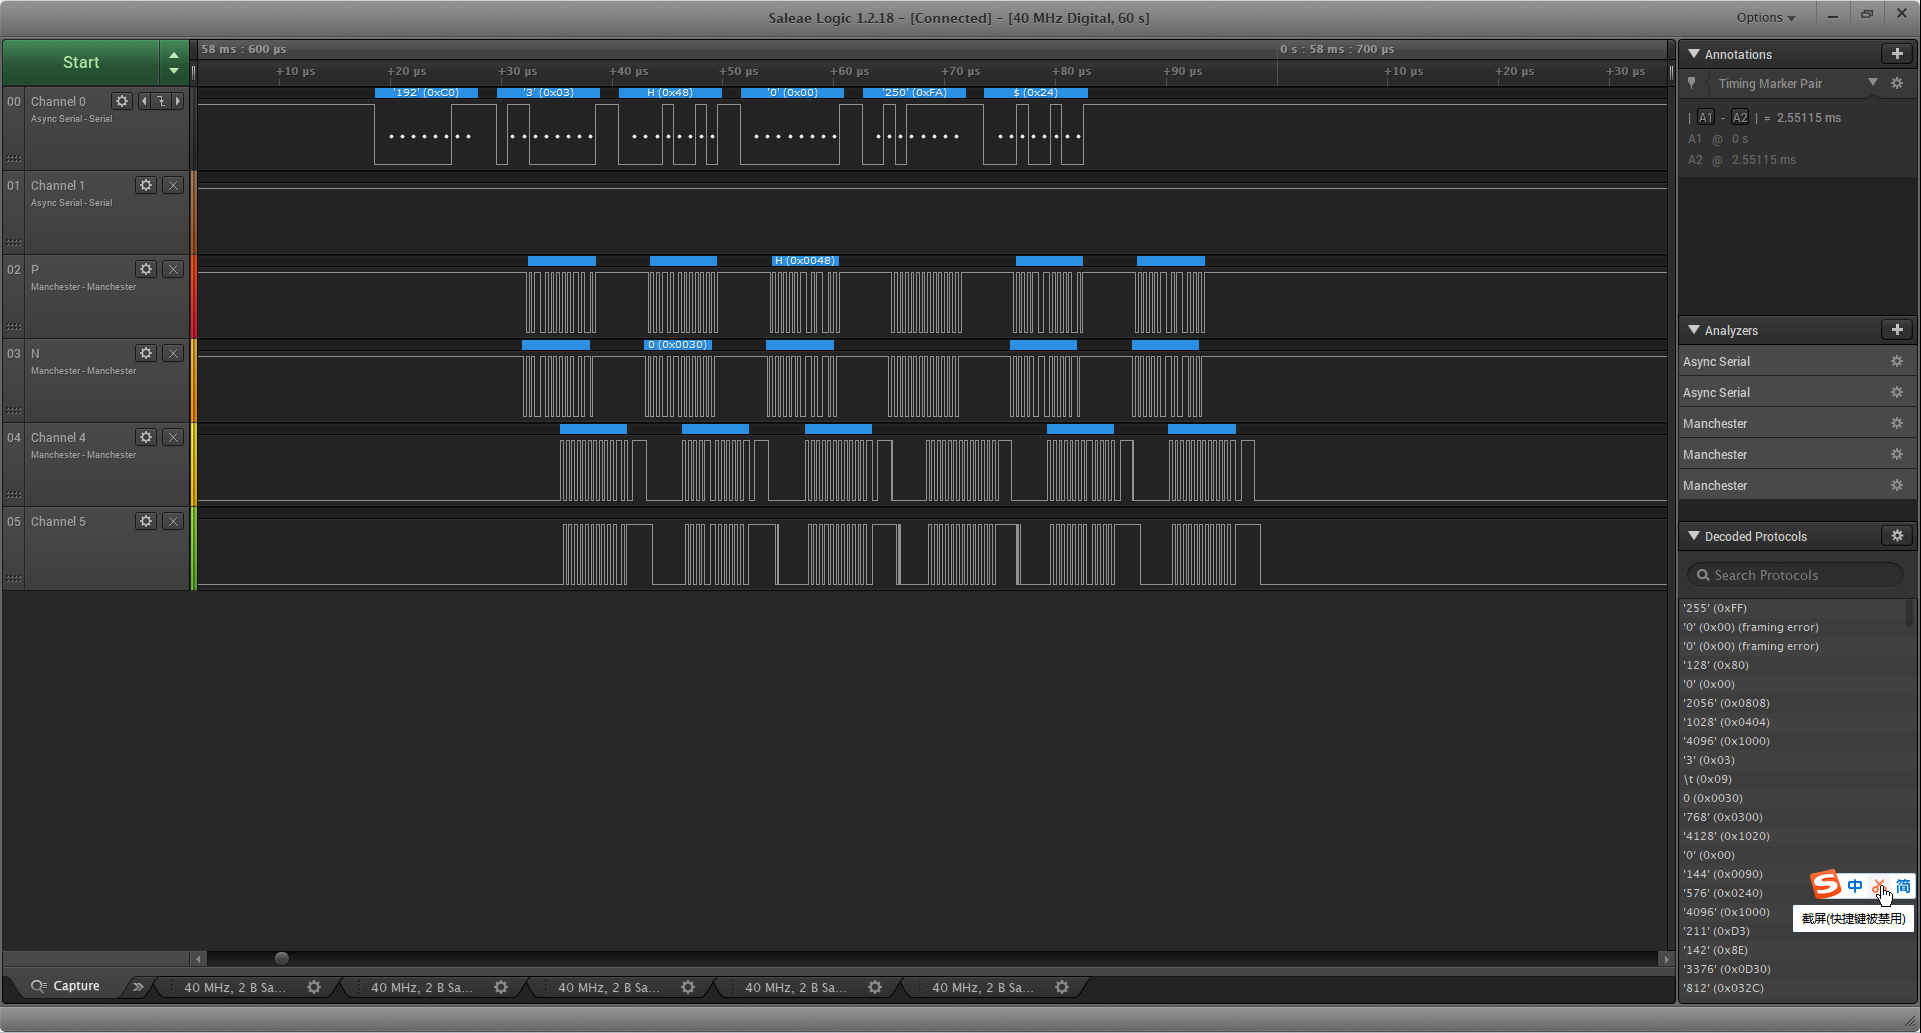 Saleae Logic 1.2.18 - [Connected] - [40 MHz Digital, 60 s]
Options
Start
58 ms : 600 µs
0 s : 58 ms : 700 µs
+10 µs +20 µs +30 µs +40 µs +50 µs +60 µs +70 µs +80 µs +90 µs +10 µs +20 µs +30 µs
00 Channel 0
Async Serial - Serial
'192' (0xC0) '3' (0x03) H (0x48) '0' (0x00) '250' (0xFA) $ (0x24)
01 Channel 1
Async Serial - Serial
02 P
Manchester - Manchester
H (0x0048)
03 N
Manchester - Manchester
0 (0x0030)
04 Channel 4
Manchester - Manchester
05 Channel 5
Annotations
Timing Marker Pair
| A1 - A2 | = 2.55115 ms
A1 @ 0 s
A2 @ 2.55115 ms
Analyzers
Async Serial
Async Serial
Manchester
Manchester
Manchester
Decoded Protocols
Search Protocols
'255' (0xFF)
'0' (0x00) (framing error)
'0' (0x00) (framing error)
'128' (0x80)
'0' (0x00)
'2056' (0x0808)
'1028' (0x0404)
'4096' (0x1000)
'3' (0x03)
\t (0x09)
0 (0x0030)
'768' (0x0300)
'4128' (0x1020)
'0' (0x00)
'144' (0x0090)
'576' (0x0240)
'4096' (0x1000)
'211' (0xD3)
'142' (0x8E)
'3376' (0x0D30)
'812' (0x032C)
S 中 简
截屏(快捷键被禁用)
Capture
40 MHz, 2 B Sa...
40 MHz, 2 B Sa...
40 MHz, 2 B Sa...
40 MHz, 2 B Sa...
40 MHz, 2 B Sa...